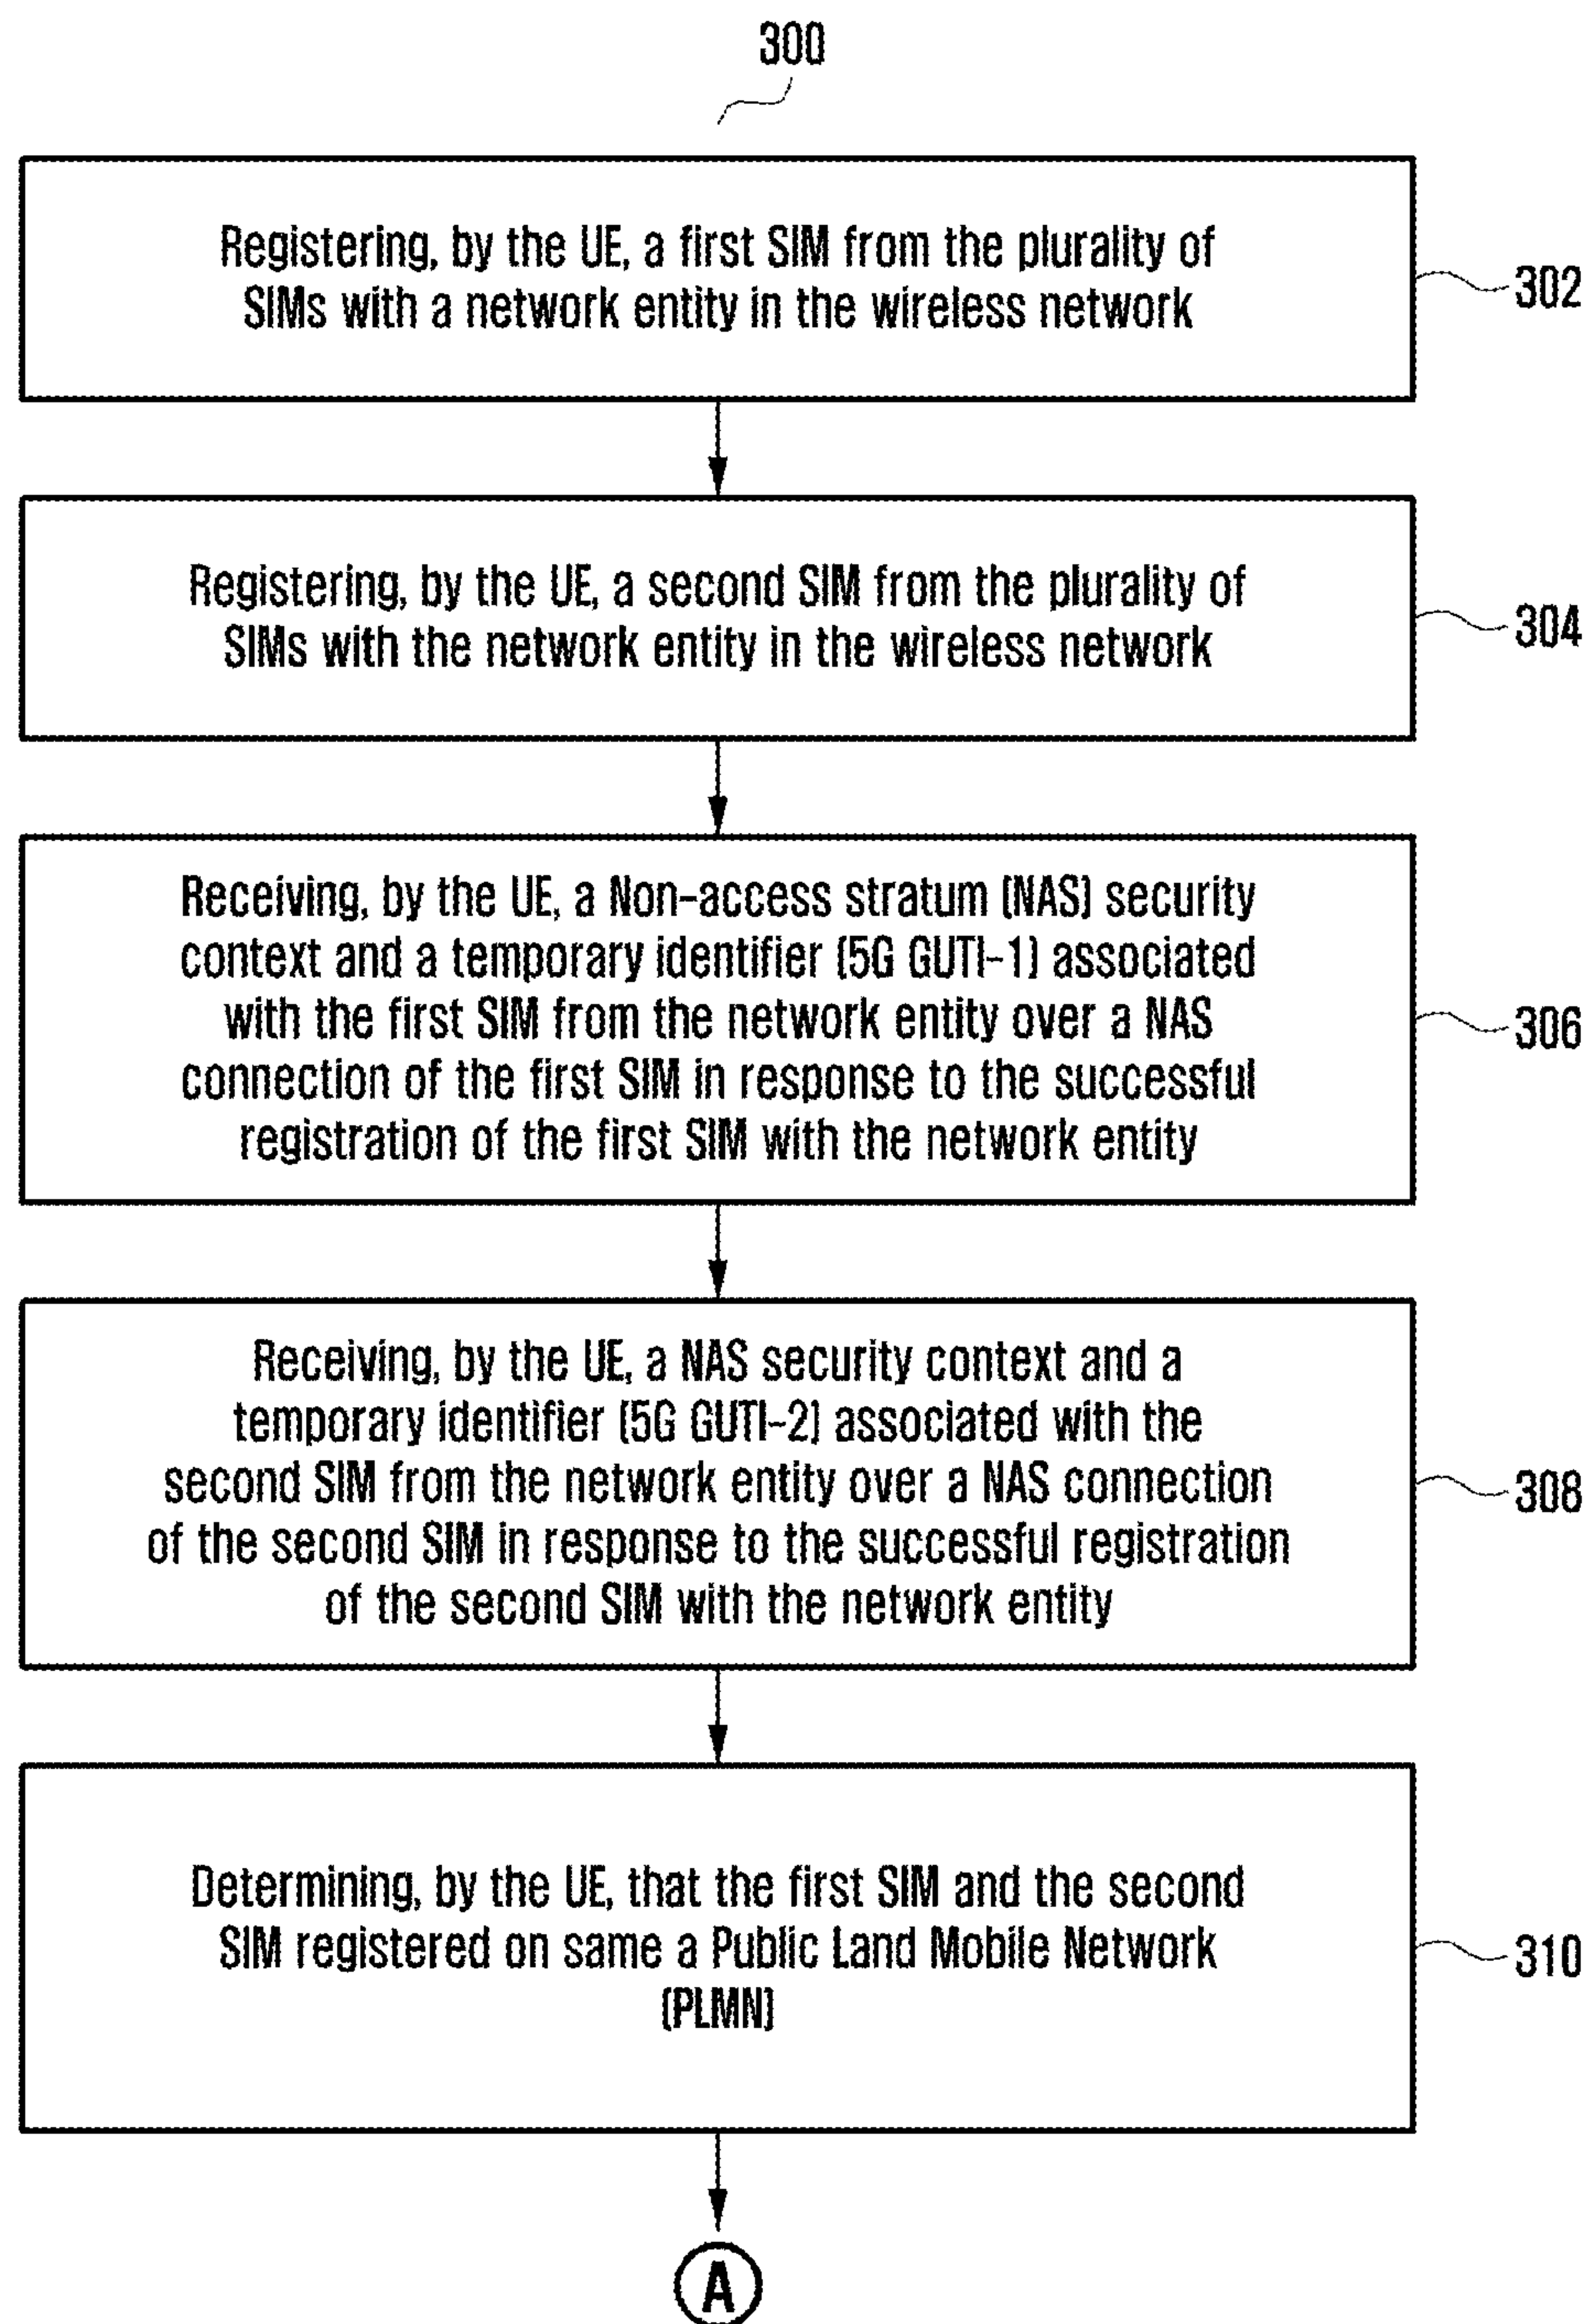 300
Registering, by the UE, a first SIM from the plurality of
SIMs with a network entity in the wireless network
302
Registering, by the UE, a second SIM from the plurality of
SIMs with the network entity in the wireless network
304
Receiving, by the UE, a Non-access stratum (NAS) security
context and a temporary identifier (5G GUTI-1) associated
with the first SIM from the network entity over a NAS
connection of the first SIM in response to the successful
registration of the first SIM with the network entity
306
Receiving, by the UE, a NAS security context and a
temporary identifier (5G GUTI-2) associated with the
second SIM from the network entity over a NAS connection
of the second SIM in response to the successful registration
of the second SIM with the network entity
308
Determining, by the UE, that the first SIM and the second
SIM registered on same a Public Land Mobile Network
(PLMN)
310
A